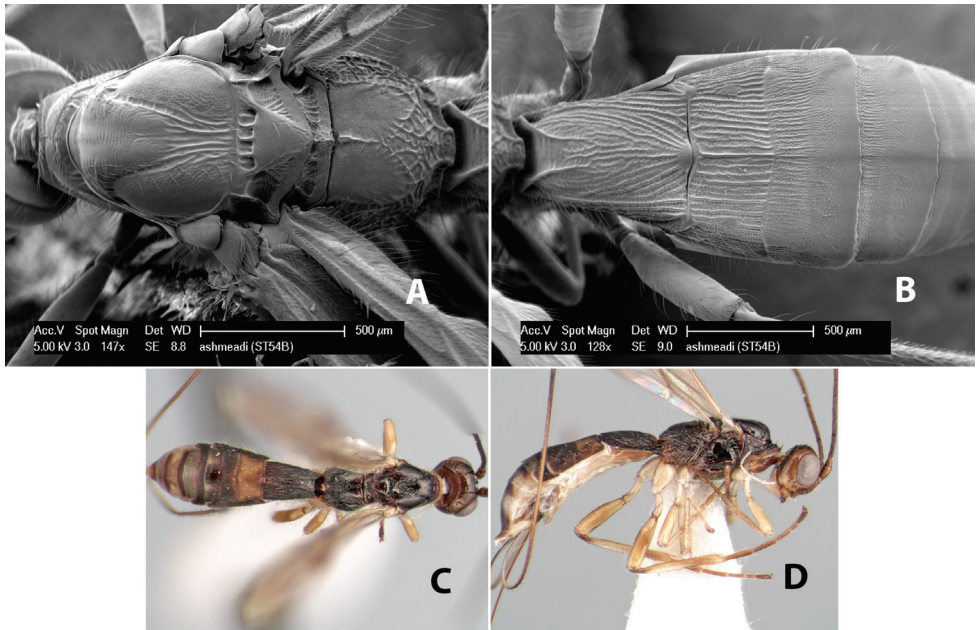 A
Acc.V Spot Magn Det WD 500 µm
5.00 kV 3.0 147x SE 8.8 ashmeadi (ST54B)
B
Acc.V Spot Magn Det WD 500 µm
5.00 kV 3.0 128x SE 9.0 ashmeadi (ST54B)
C
D